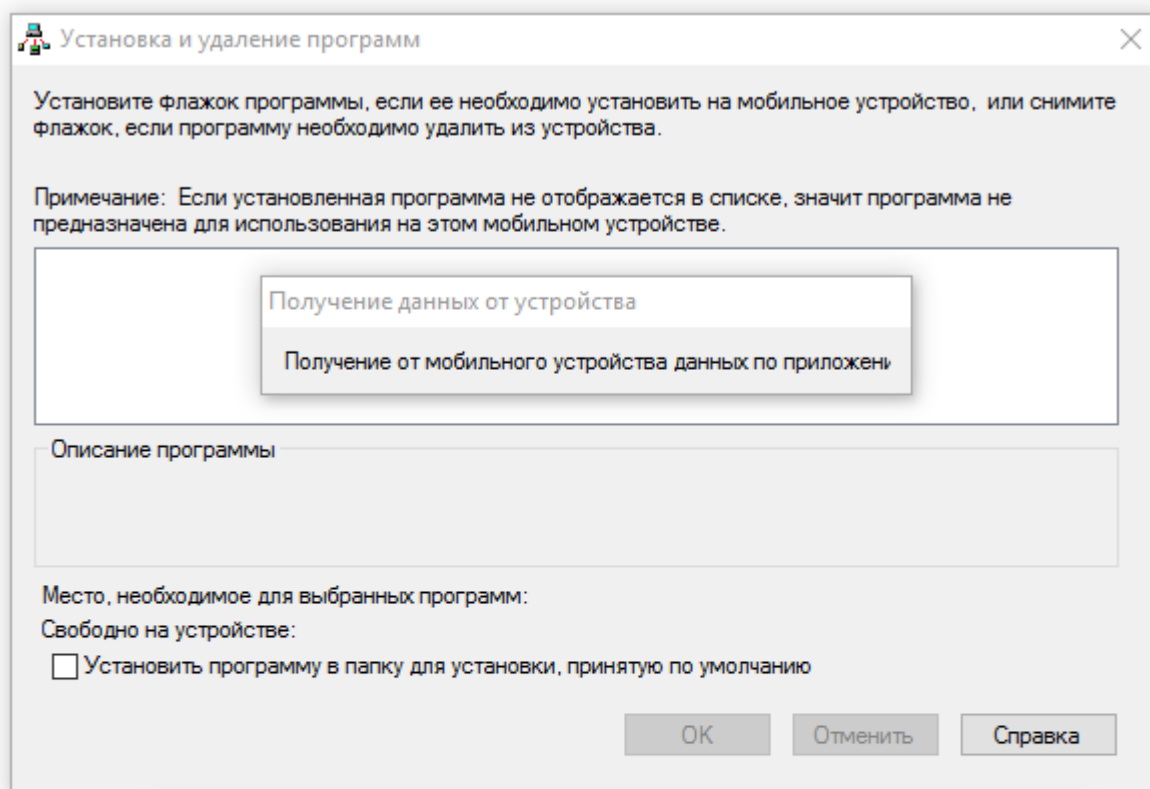 Установка и удаление программ
Установите флажок программы, если ее необходимо установить на мобильное устройство,  или снимите
флажок, если программу необходимо удалить из устройства.
Примечание:  Если установленная программа не отображается в списке, значит программа не
предназначена для использования на этом мобильном устройстве.
Получение данных от устройства
Получение от мобильного устройства данных по приложени
Описание программы
Место, необходимое для выбранных программ:
Свободно на устройстве:
Установить программу в папку для установки, принятую по умолчанию
OK
Отменить
Справка